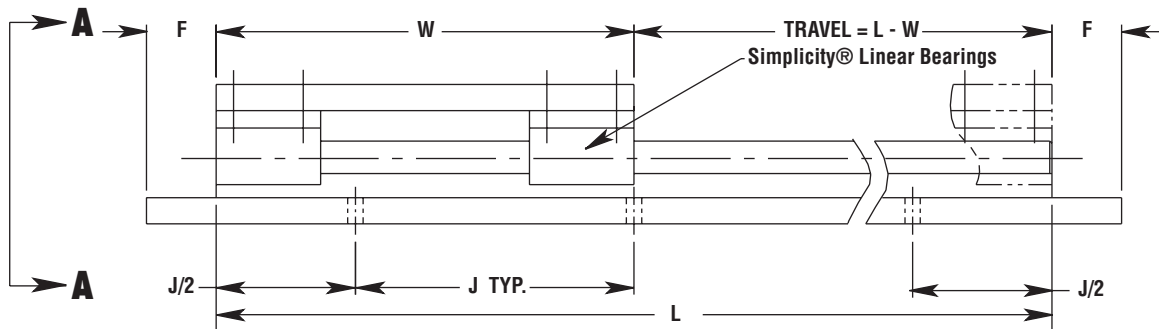 A
F
W
TRAVEL = L - W
F
Simplicity® Linear Bearings
A
J/2
J TYP.
J/2
L